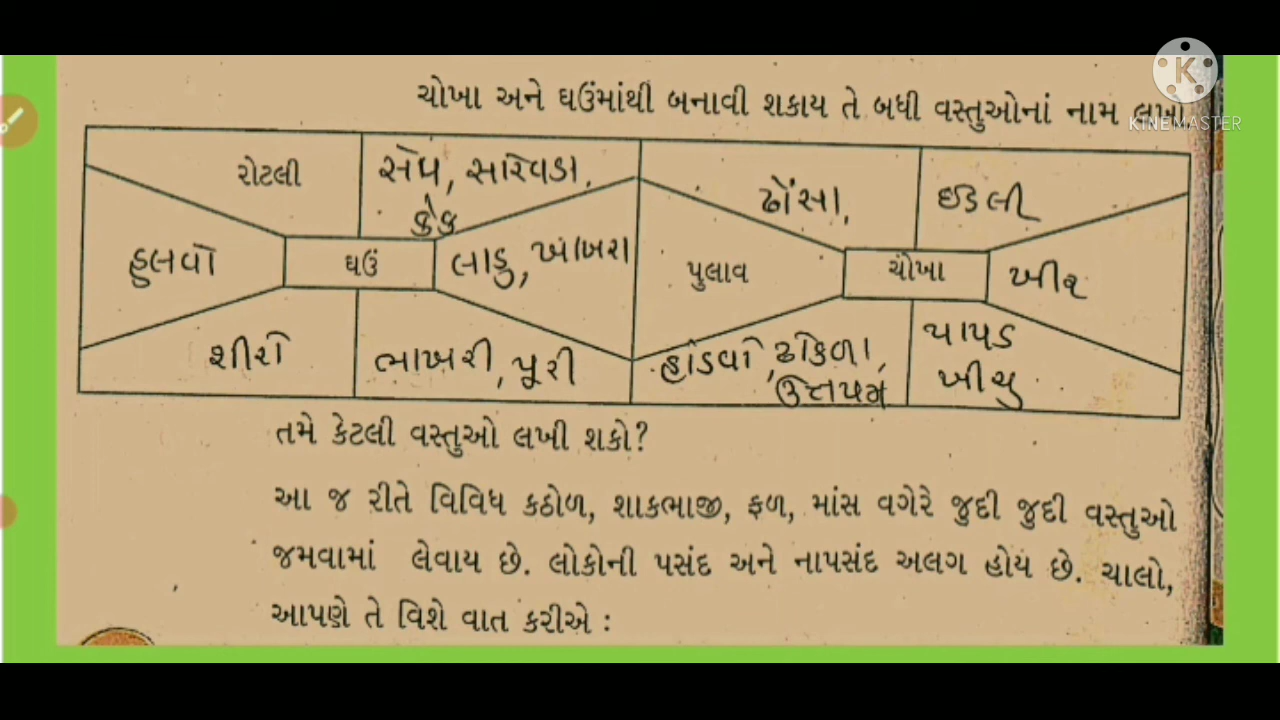 ચોખા અને ઘઉંમાંથી બનાવી શકાય તે બધી વસ્તુઓનાં નામ લખો
KINEMASTER
રોટલી
સેવ, સારેવડા,
કેક
ઢોંસા,
ઈડલી
હલવો
ઘઉં
લાડુ, ખાખરા
પુલાવ
ચોખા
ખીર
શીરો
ભાખરી, પૂરી
હાંડવો, ઢોકળા,
ઉત્તપમ
પાપડ
ખીચુ
તમે કેટલી વસ્તુઓ લખી શકો?
આ જ રીતે વિવિધ કઠોળ, શાકભાજી, ફળ, માંસ વગેરે જુદી જુદી વસ્તુઓ
જમવામાં લેવાય છે. લોકોની પસંદ અને નાપસંદ અલગ હોય છે. ચાલો,
આપણે તે વિશે વાત કરીએ :